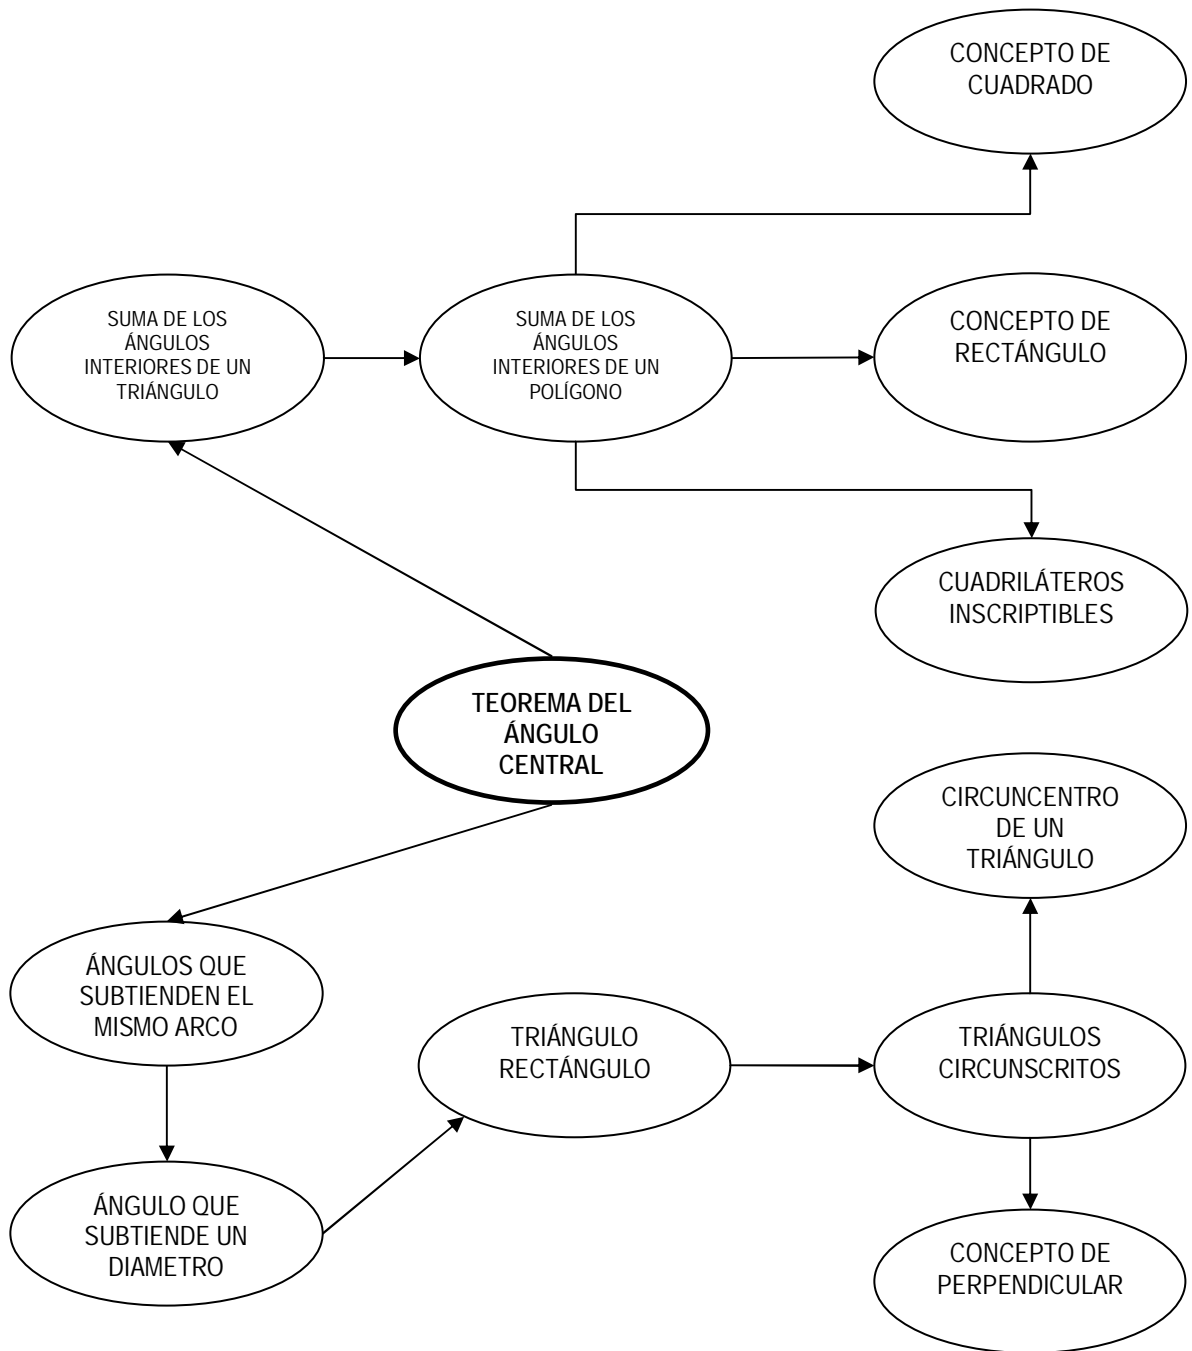 CONCEPTO DE
CUADRADO
SUMA DE LOS
ÁNGULOS
INTERIORES DE UN
TRIÁNGULO
SUMA DE LOS
ÁNGULOS
INTERIORES DE UN
POLÍGONO
CONCEPTO DE
RECTÁNGULO
CUADRILÁTEROS
INSCRIPTIBLES
TEOREMA DEL
ÁNGULO
CENTRAL
CIRCUNCENTRO
DE UN
TRIÁNGULO
ÁNGULOS QUE
SUBTIENDEN EL
MISMO ARCO
TRIÁNGULO
RECTÁNGULO
TRIÁNGULOS
CIRCUNSCRITOS
ÁNGULO QUE
SUBTIENDE UN
DIAMETRO
CONCEPTO DE
PERPENDICULAR